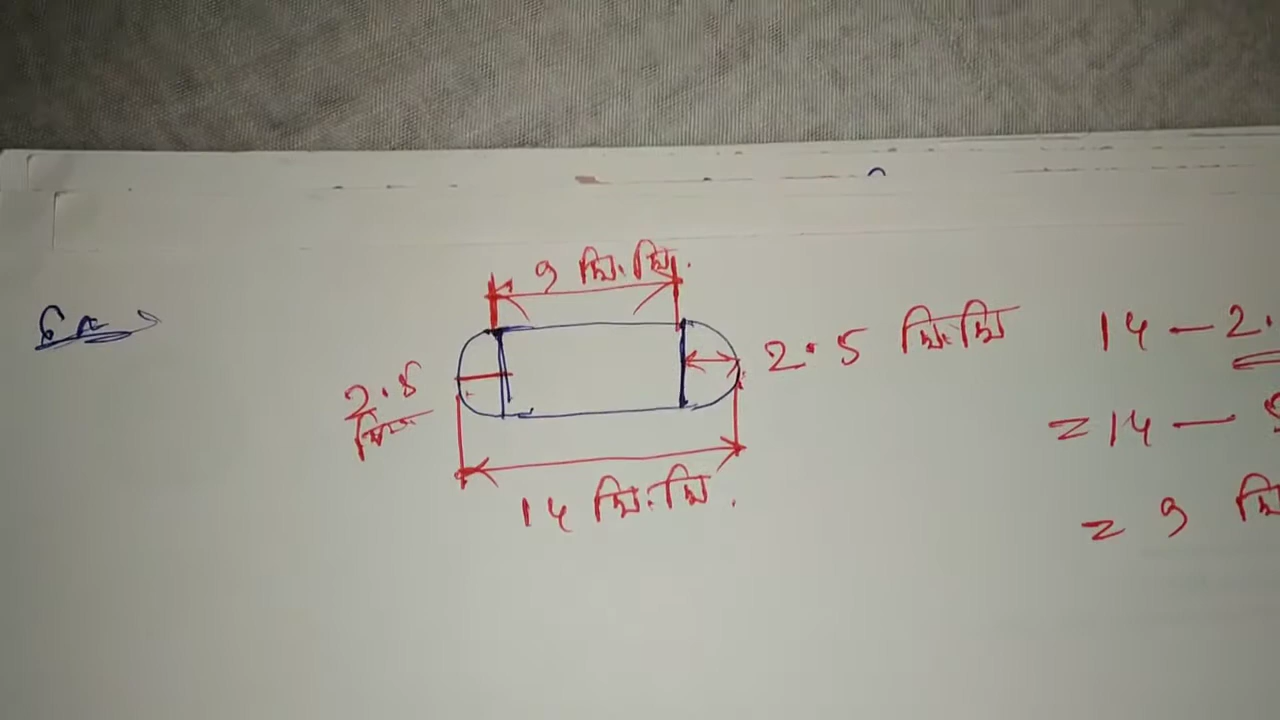 9 মি.মি.
2.5 মি.মি
2.5
14 মি.মি.
14 – 2.
= 14 –
= 9 মি